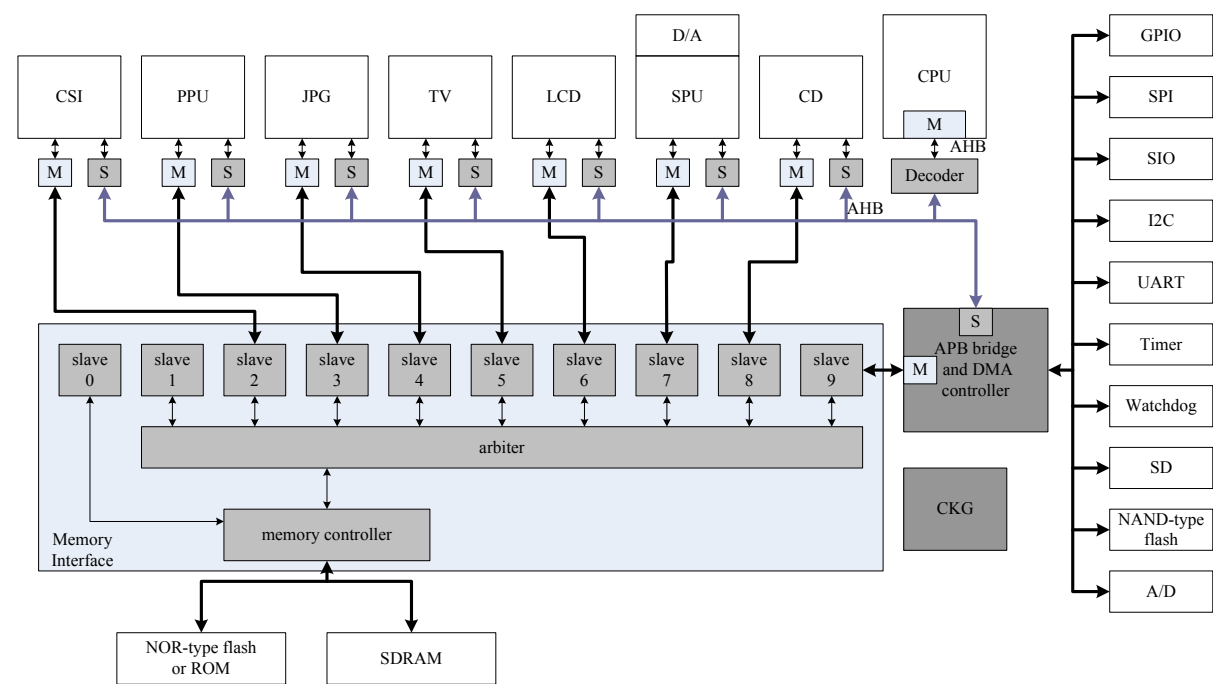 D/A
GPIO
CSI
PPU
JPG
TV
LCD
SPU
CD
CPU
SPI
M
AHB
M
S
M
S
M
S
M
S
M
S
M
S
M
S
Decoder
SIO
AHB
I2C
UART
S
slave
0
slave
1
slave
2
slave
3
slave
4
slave
5
slave
6
slave
7
slave
8
slave
9
M
APB bridge
and DMA
controller
Timer
Watchdog
arbiter
SD
CKG
memory controller
Memory
Interface
NAND-type
flash
A/D
NOR-type flash
or ROM
SDRAM